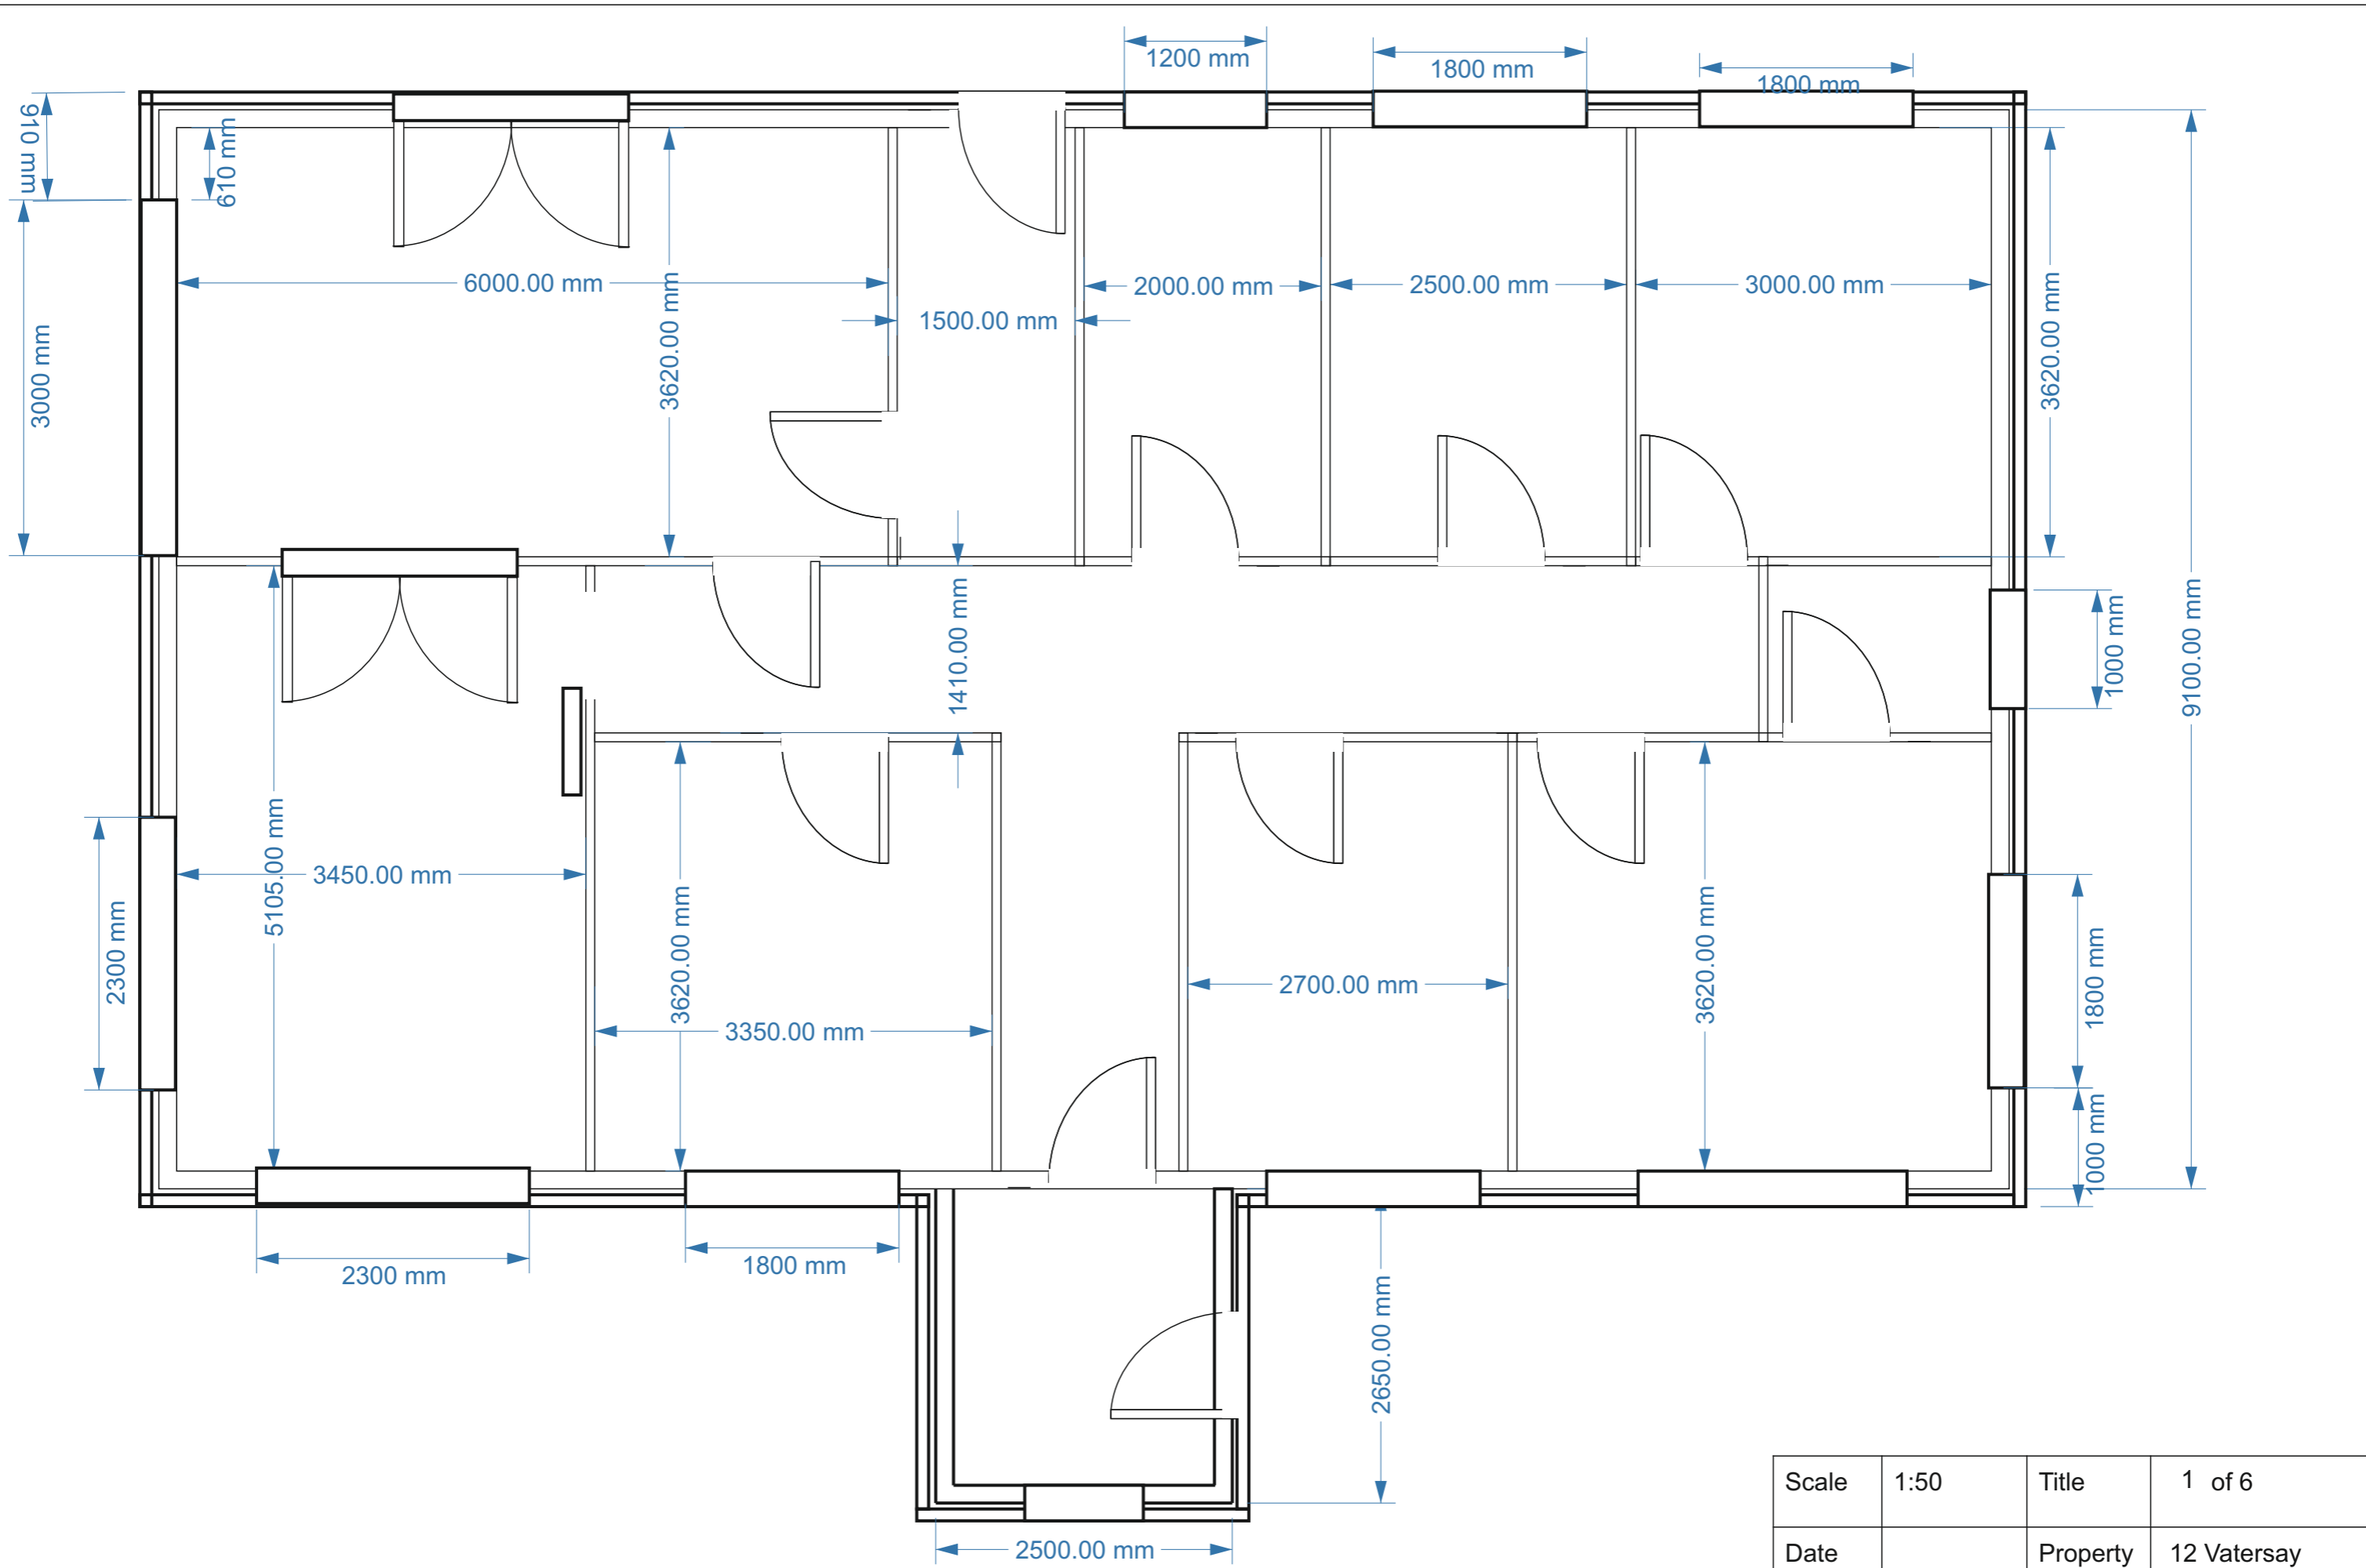 1200 mm
1800 mm
1800 mm
910 mm
610 mm
6000.00 mm
3620.00 mm
1500.00 mm
2000.00 mm
2500.00 mm
3000.00 mm
3620.00 mm
3000 mm
1410.00 mm
1000 mm
9100.00 mm
5105.00 mm
3450.00 mm
2300 mm
3620.00 mm
3350.00 mm
2700.00 mm
3620.00 mm
1800 mm
1000 mm
2300 mm
1800 mm
2650.00 mm
2500.00 mm
Scale 1:50 Title 1 of 6
Date Property 12 Vatersay